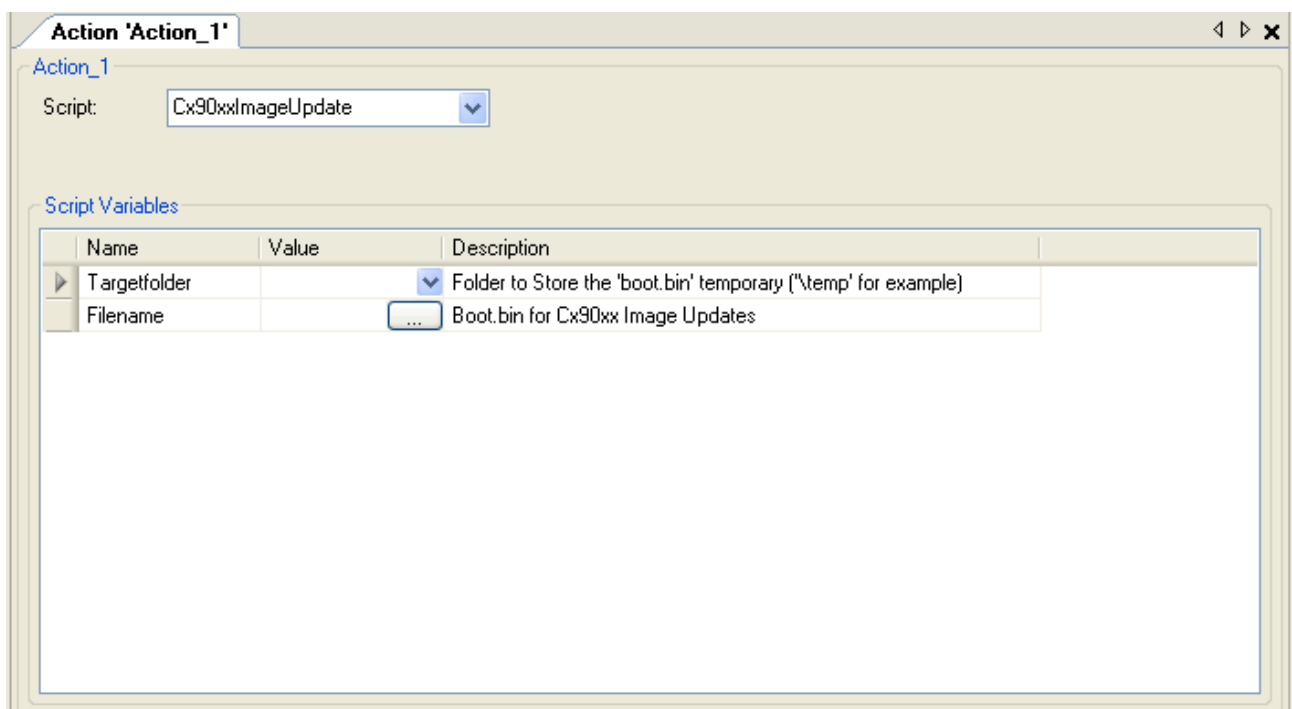 Action 'Action_1'
Action_1
Script: Cx90xxImageUpdate
Script Variables
Name Value Description
Targetfolder Folder to Store the 'boot.bin' temporary ("\temp' for example)
Filename ... Boot.bin for Cx90xx Image Updates